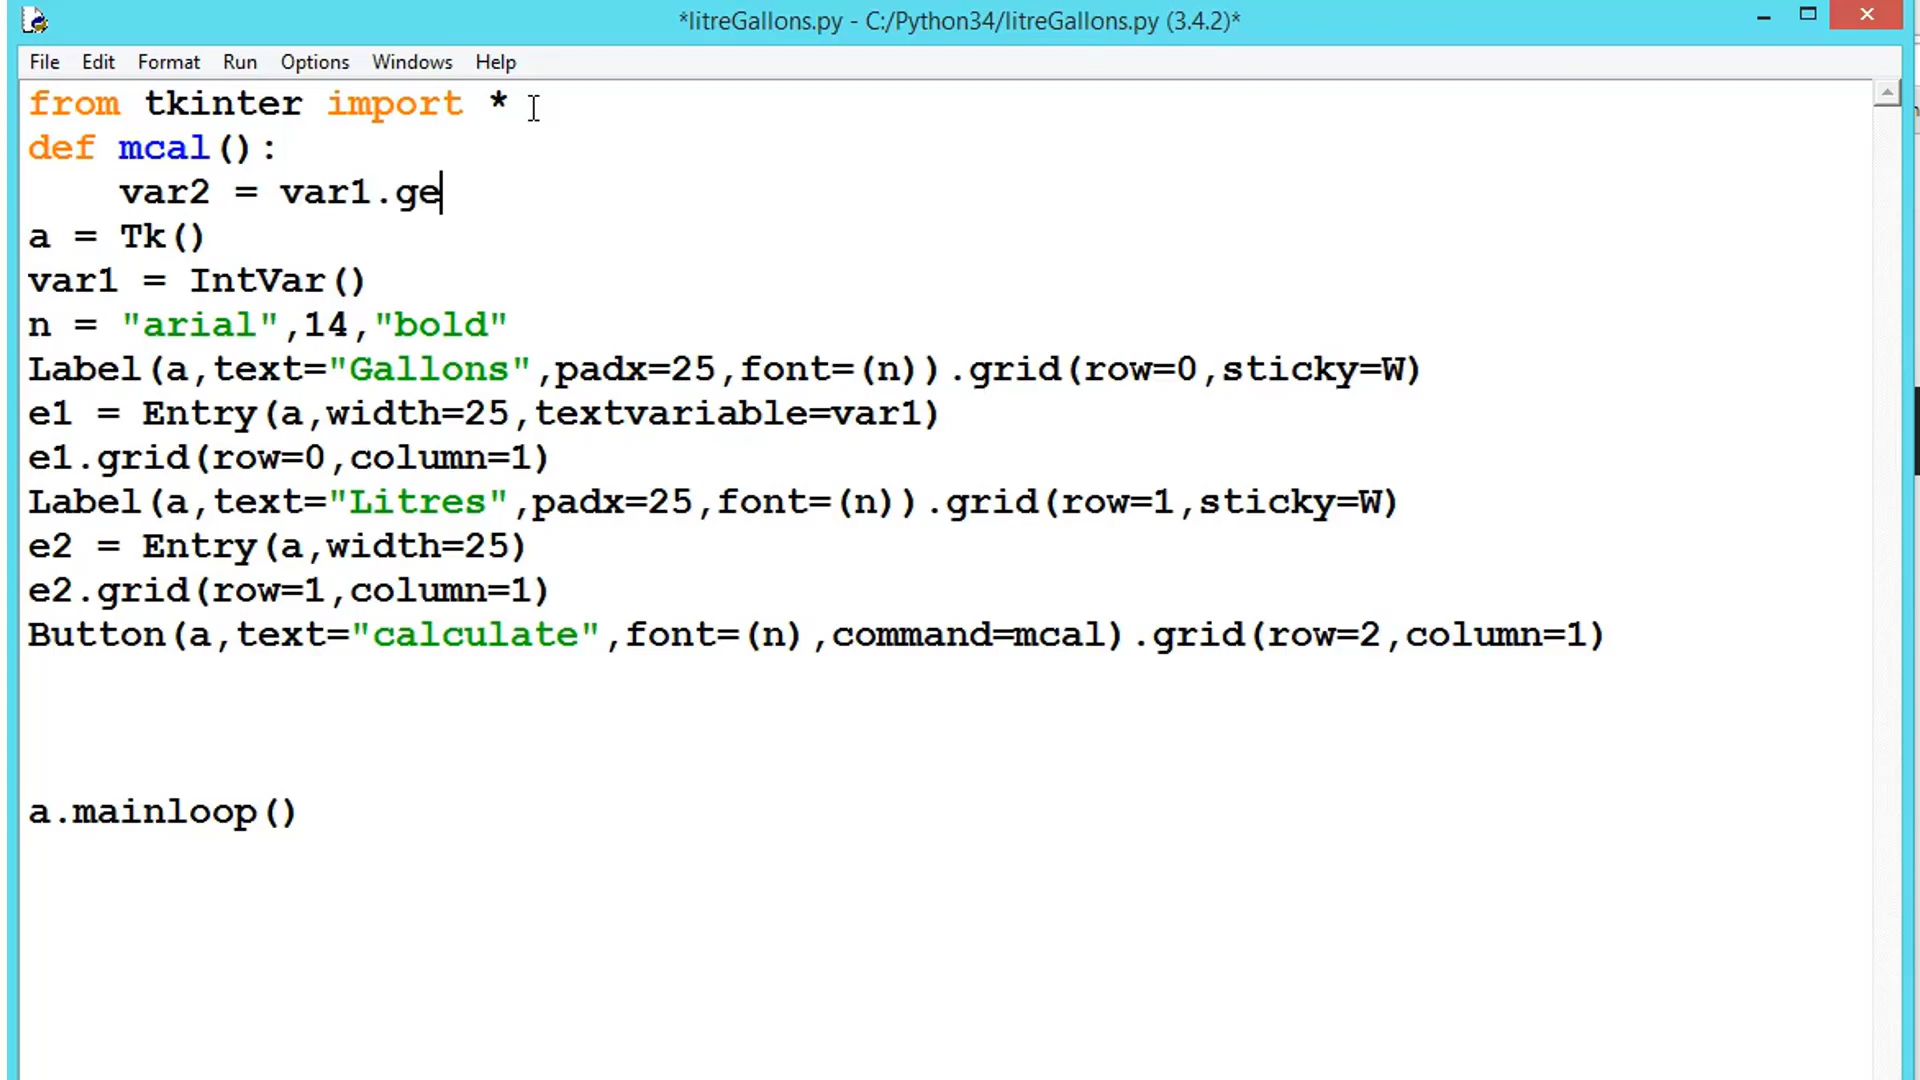 *litreGallons.py - C:/Python34/litreGallons.py (3.4.2)*
File Edit Format Run Options Windows Help
from tkinter import *
def mcal():
    var2 = var1.ge
a = Tk()
var1 = IntVar()
n = "arial",14,"bold"
Label(a,text="Gallons",padx=25,font=(n)).grid(row=0,sticky=W)
e1 = Entry(a,width=25,textvariable=var1)
e1.grid(row=0,column=1)
Label(a,text="Litres",padx=25,font=(n)).grid(row=1,sticky=W)
e2 = Entry(a,width=25)
e2.grid(row=1,column=1)
Button(a,text="calculate",font=(n),command=mcal).grid(row=2,column=1)
a.mainloop()